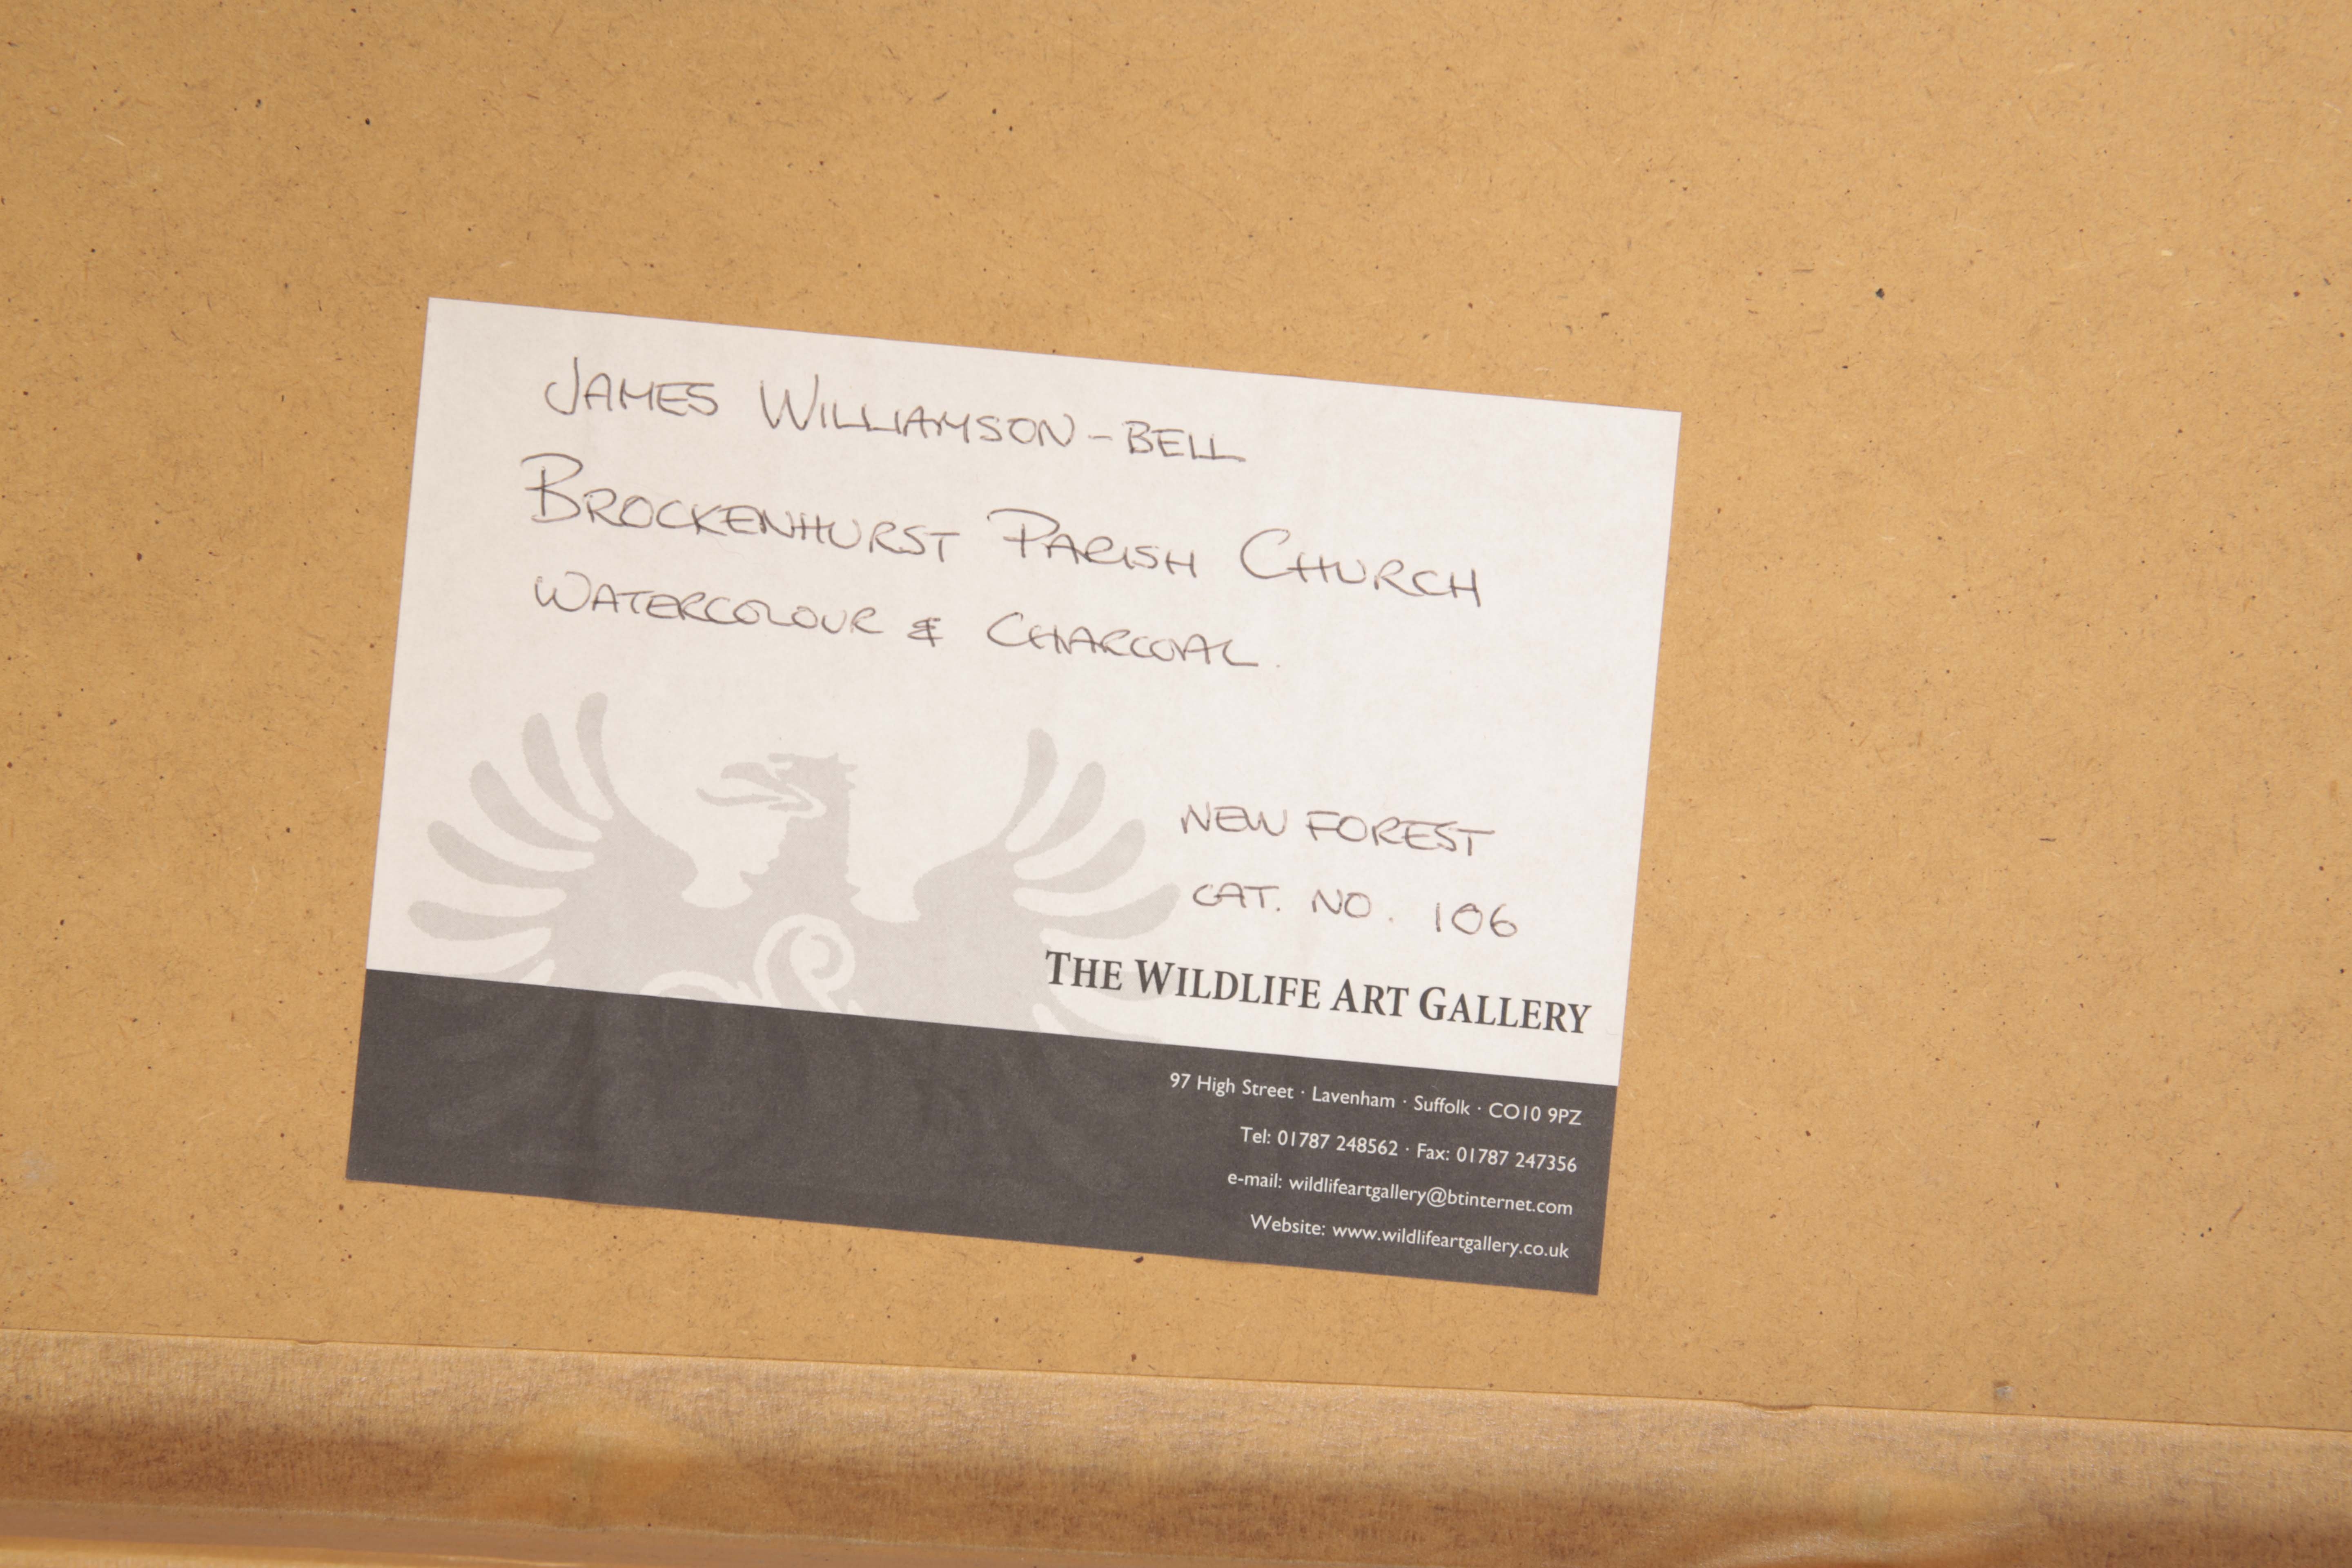 JAMES WILLIAMSON-BELL
BROCKENHURST PARISH CHURCH
WATERCOLOUR & CHARCOAL.
NEW FOREST
CAT. NO. 106
THE WILDLIFE ART GALLERY
97 High Street · Lavenham · Suffolk · CO10 9PZ
Tel: 01787 248562 · Fax: 01787 247356
e-mail: wildlifeartgallery@btinternet.com
Website: www.wildlifeartgallery.co.uk